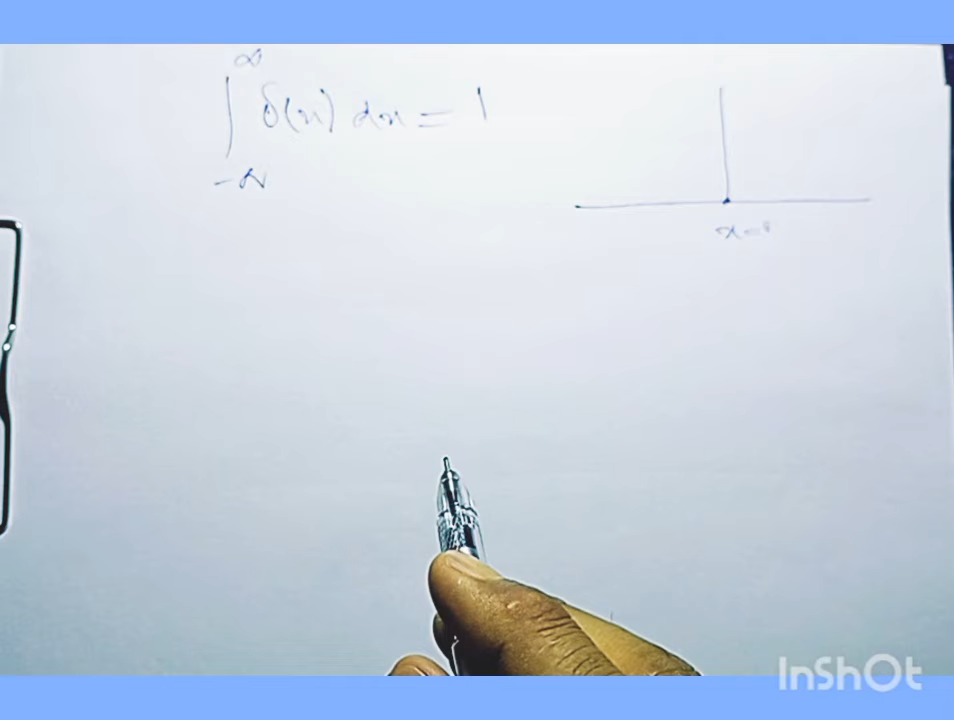 ∫_{-∞}^{∞} δ(x) dx = 1
x=0
InShOt